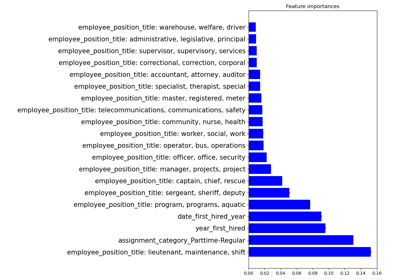 Feature importances
employee_position_title: warehouse, welfare, driver
employee_position_title: administrative, legislative, principal
employee_position_title: supervisor, supervisory, services
employee_position_title: correctional, correction, corporal
employee_position_title: accountant, attorney, auditor
employee_position_title: specialist, therapist, special
employee_position_title: master, registered, meter
employee_position_title: telecommunications, communications, safety
employee_position_title: community, nurse, health
employee_position_title: worker, social, work
employee_position_title: operator, bus, operations
employee_position_title: officer, office, security
employee_position_title: manager, projects, project
employee_position_title: captain, chief, rescue
employee_position_title: sergeant, sheriff, deputy
employee_position_title: program, programs, aquatic
date_first_hired_year
year_first_hired
assignment_category_Parttime-Regular
employee_position_title: lieutenant, maintenance, shift
0.00 0.02 0.04 0.06 0.08 0.10 0.12 0.14 0.16